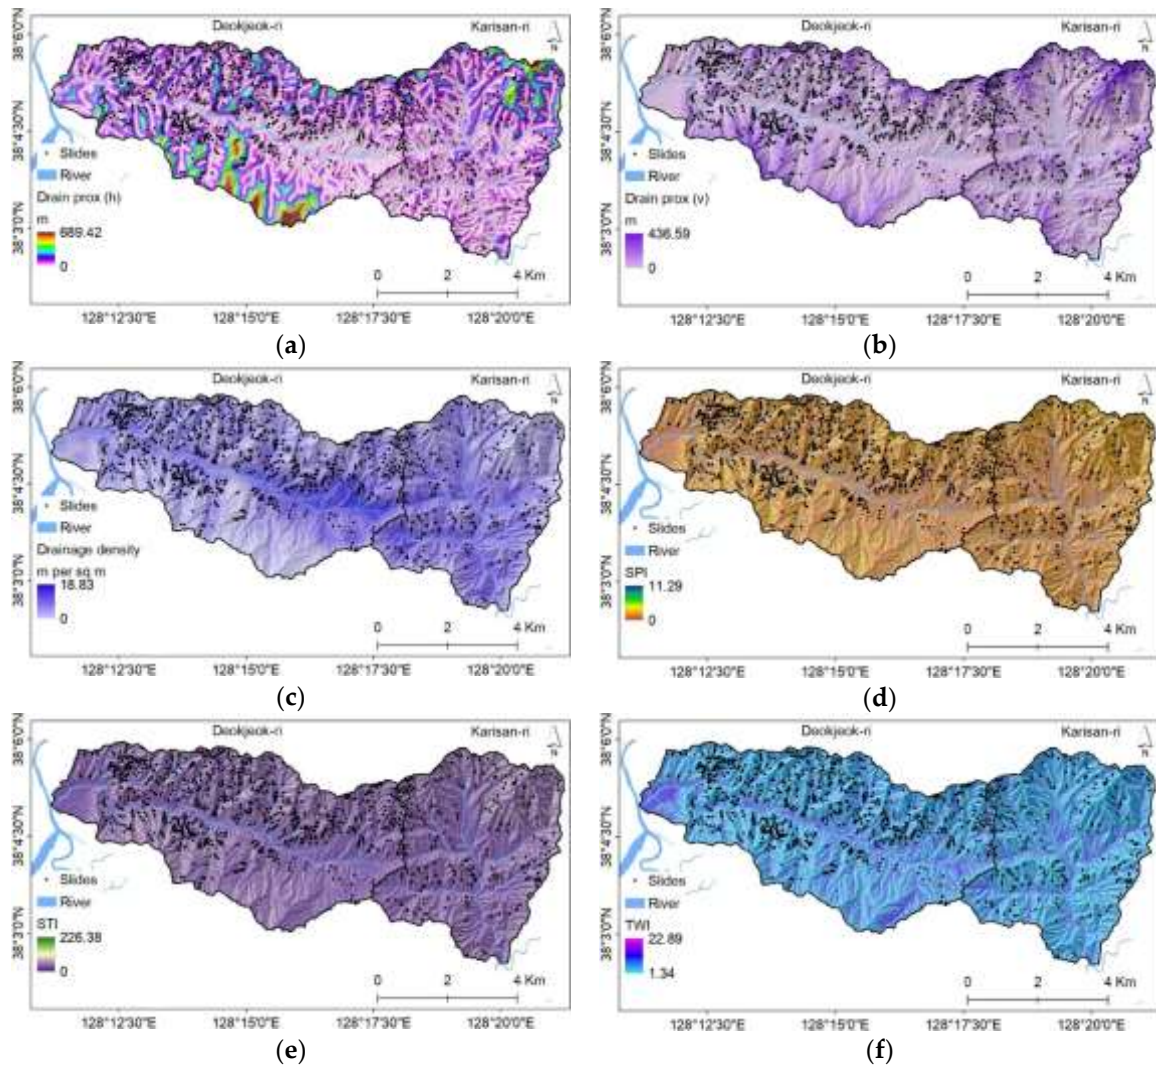 Deokjeok-ri Karisan-ri
N
38°6'0"N
38°4'30"N
38°3'0"N
Slides
River
Drain prox (h)
m
689.42
0
0 2 4 Km
128°12'30"E 128°15'0"E 128°17'30"E 128°20'0"E
(a)
Deokjeok-ri Karisan-ri
N
38°6'0"N
38°4'30"N
38°3'0"N
Slides
River
Drain prox (v)
m
436.59
0
0 2 4 Km
128°12'30"E 128°15'0"E 128°17'30"E 128°20'0"E
(b)
Deokjeok-ri Karisan-ri
N
38°6'0"N
38°4'30"N
38°3'0"N
Slides
River
Drainage density
m per sq m
18.83
0
0 2 4 Km
128°12'30"E 128°15'0"E 128°17'30"E 128°20'0"E
(c)
Deokjeok-ri Karisan-ri
N
38°6'0"N
38°4'30"N
38°3'0"N
Slides
River
SPI
11.29
0
0 2 4 Km
128°12'30"E 128°15'0"E 128°17'30"E 128°20'0"E
(d)
Deokjeok-ri Karisan-ri
N
38°6'0"N
38°4'30"N
38°3'0"N
Slides
River
STI
226.38
0
0 2 4 Km
128°12'30"E 128°15'0"E 128°17'30"E 128°20'0"E
(e)
Deokjeok-ri Karisan-ri
N
38°6'0"N
38°4'30"N
38°3'0"N
Slides
River
TWI
22.89
1.34
0 2 4 Km
128°12'30"E 128°15'0"E 128°17'30"E 128°20'0"E
(f)